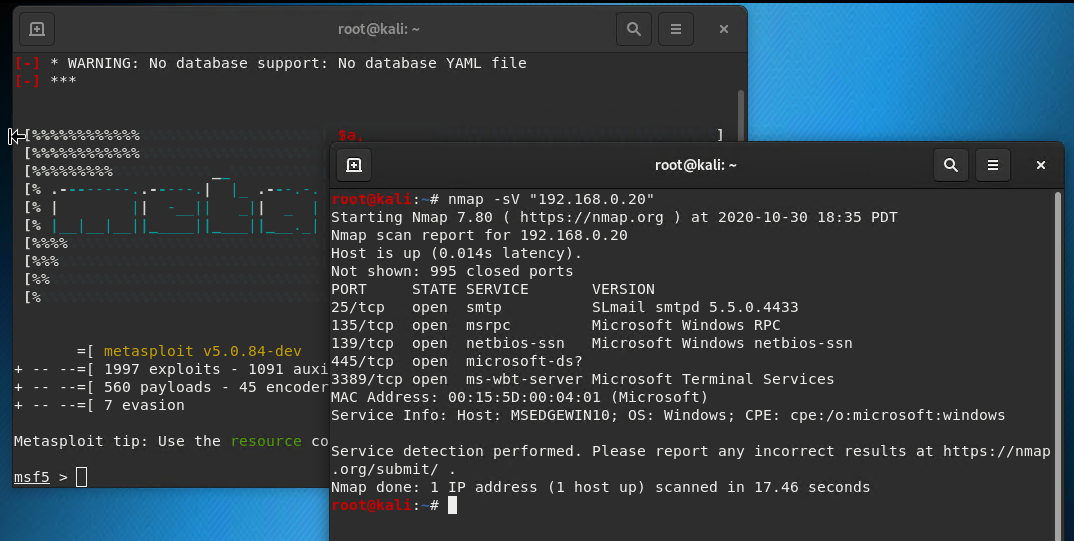 root@kali: ~
[-] * WARNING: No database support: No database YAML file
[-] ***
[%%%%%%%%%%%% $a, ]
[%%%%%%%%%%%%
[%%%%%%%%%
[%
[%
[%
[%%%%
[%%%
[%%
[%
=[ metasploit v5.0.84-dev
+ -- --=[ 1997 exploits - 1091 auxi
+ -- --=[ 560 payloads - 45 encoder
+ -- --=[ 7 evasion
Metasploit tip: Use the resource co
msf5 >
root@kali: ~
root@kali:~# nmap -sV "192.168.0.20"
Starting Nmap 7.80 ( https://nmap.org ) at 2020-10-30 18:35 PDT
Nmap scan report for 192.168.0.20
Host is up (0.014s latency).
Not shown: 995 closed ports
PORT STATE SERVICE VERSION
25/tcp open smtp SLmail smtpd 5.5.0.4433
135/tcp open msrpc Microsoft Windows RPC
139/tcp open netbios-ssn Microsoft Windows netbios-ssn
445/tcp open microsoft-ds?
3389/tcp open ms-wbt-server Microsoft Terminal Services
MAC Address: 00:15:5D:00:04:01 (Microsoft)
Service Info: Host: MSEDGEWIN10; OS: Windows; CPE: cpe:/o:microsoft:windows
Service detection performed. Please report any incorrect results at https://nmap
.org/submit/ .
Nmap done: 1 IP address (1 host up) scanned in 17.46 seconds
root@kali:~#